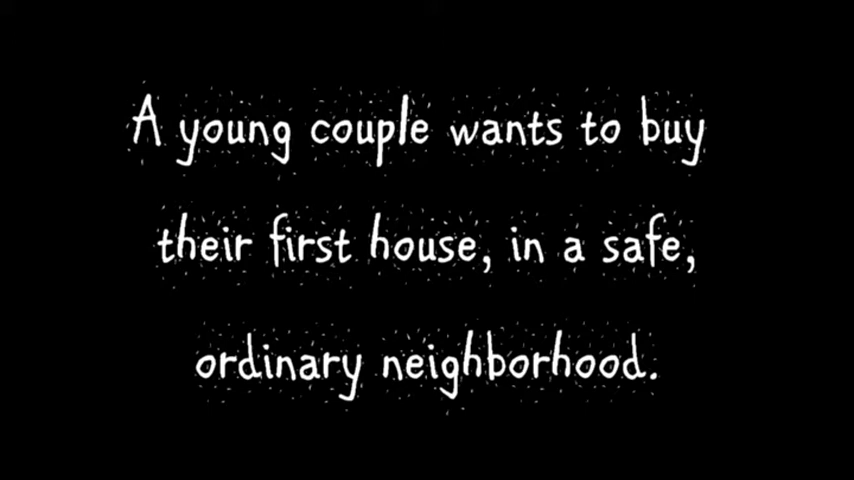 A young couple wants to buy
their first house, in a safe,
ordinary neighborhood.